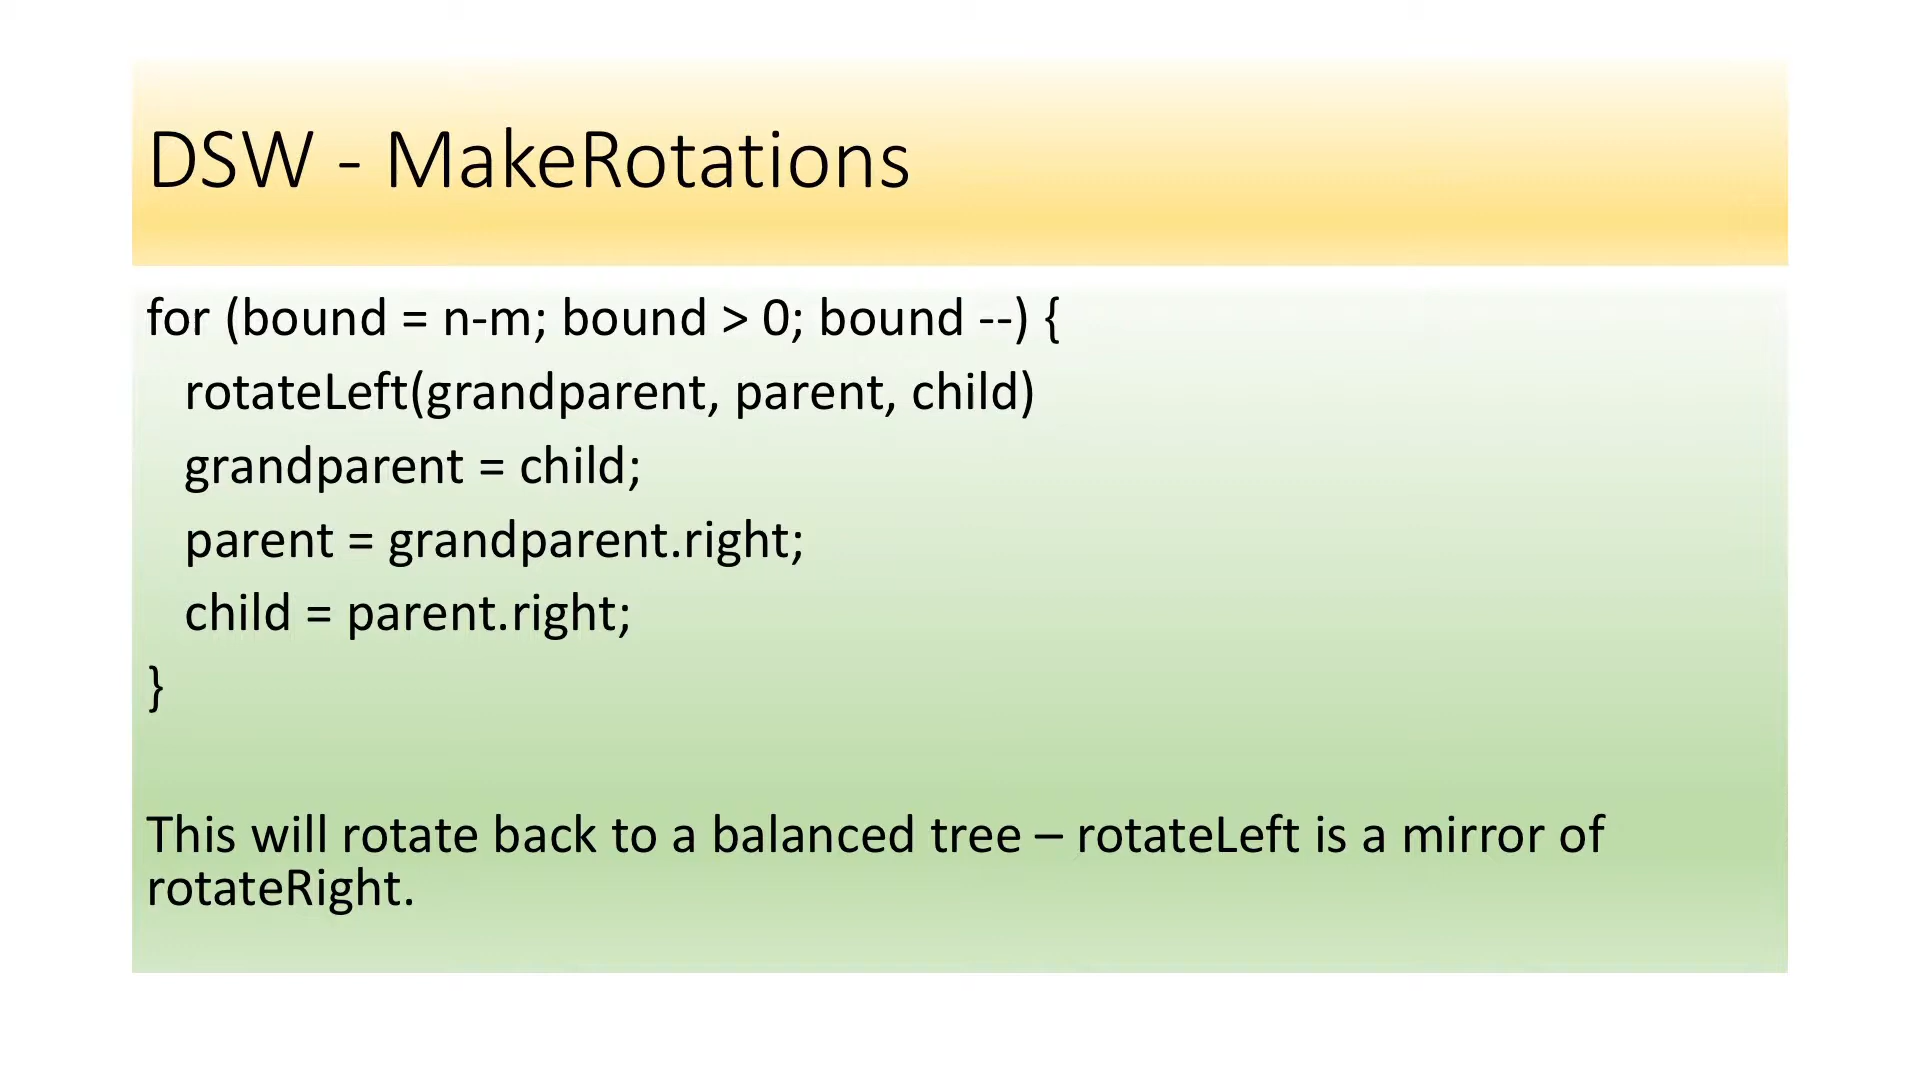 DSW - MakeRotations
for (bound = n-m; bound > 0; bound --) {
rotateLeft(grandparent, parent, child)
grandparent = child;
parent = grandparent.right;
child = parent.right;
}
This will rotate back to a balanced tree – rotateLeft is a mirror of
rotateRight.